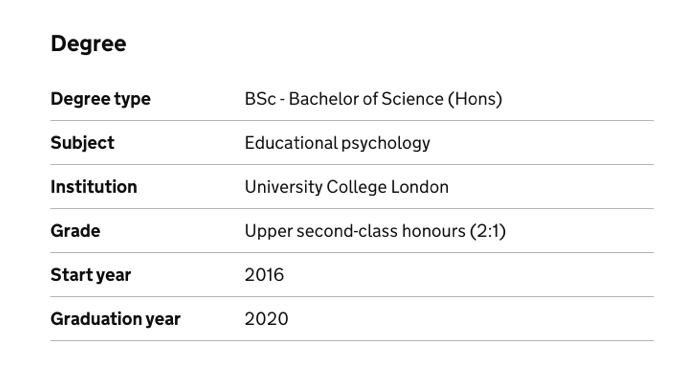 Degree
Degree type BSc - Bachelor of Science (Hons)
Subject Educational psychology
Institution University College London
Grade Upper second-class honours (2:1)
Start year 2016
Graduation year 2020